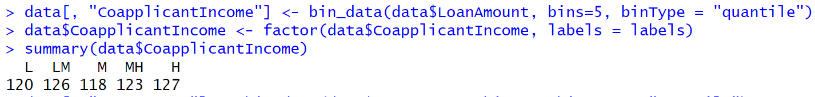 > data[, "CoapplicantIncome"] <- bin_data(data$LoanAmount, bins=5, binType = "quantile")
> data$CoapplicantIncome <- factor(data$CoapplicantIncome, labels = labels)
> summary(data$CoapplicantIncome)
  L  LM   M  MH   H
120 126 118 123 127